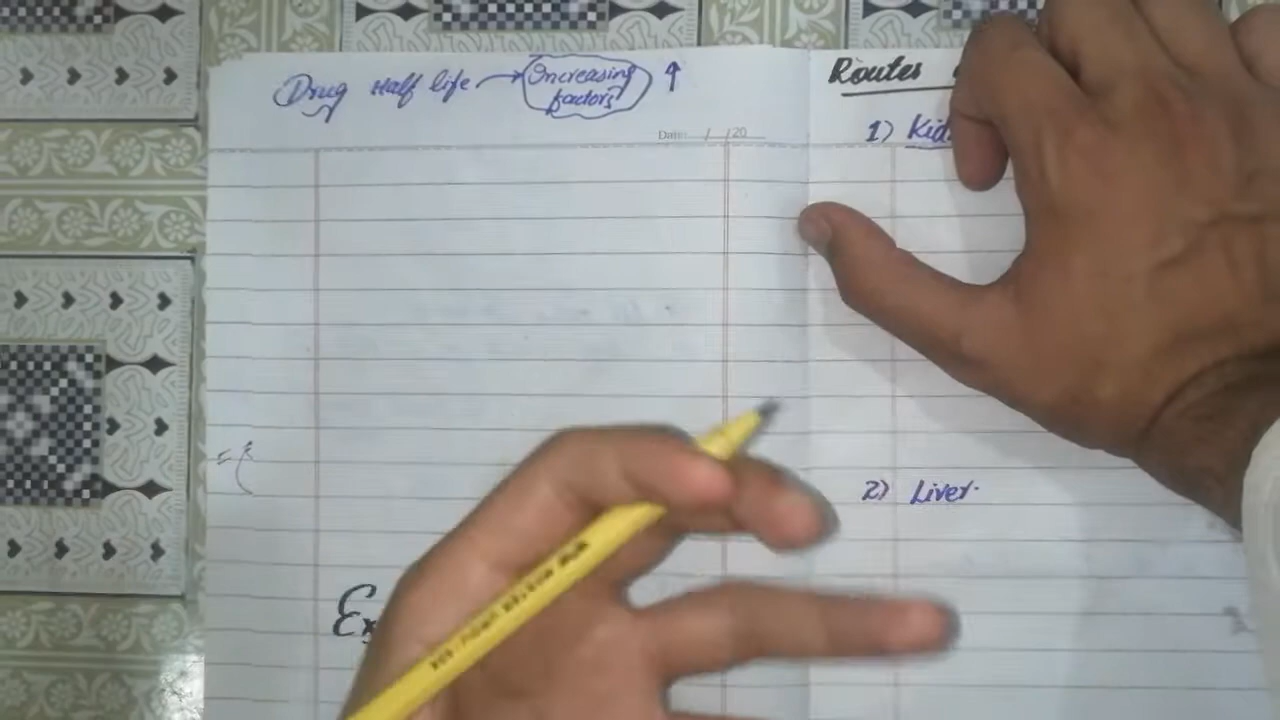 Drug Half life → Increasing factors ↑
Date: / /20
Routes
1) Kid
2) Liver.
Ex